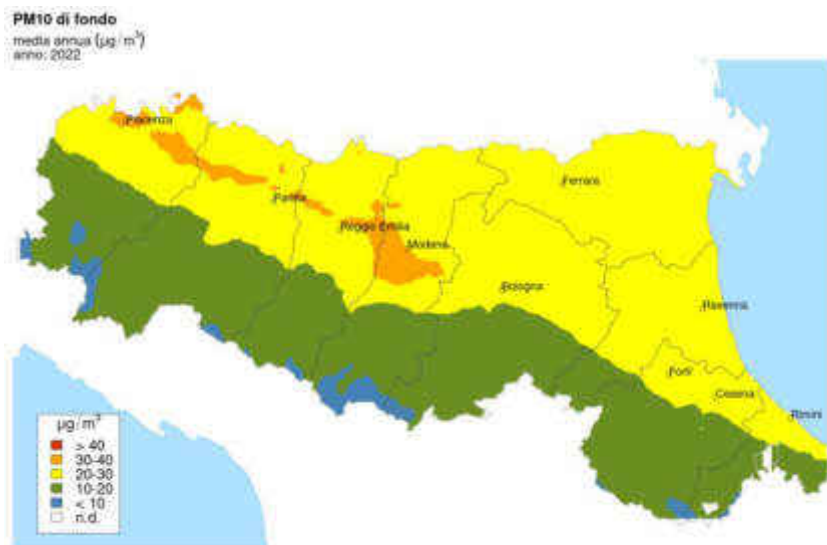 PM10 di fondo
media annua (µg/m³)
anno: 2022
Piacenza
Parma
Reggio Emilia
Modena
Ferrara
Bologna
Ravenna
Forlì
Cesena
Rimini
µg/m³
> 40
30-40
20-30
10-20
< 10
n.d.